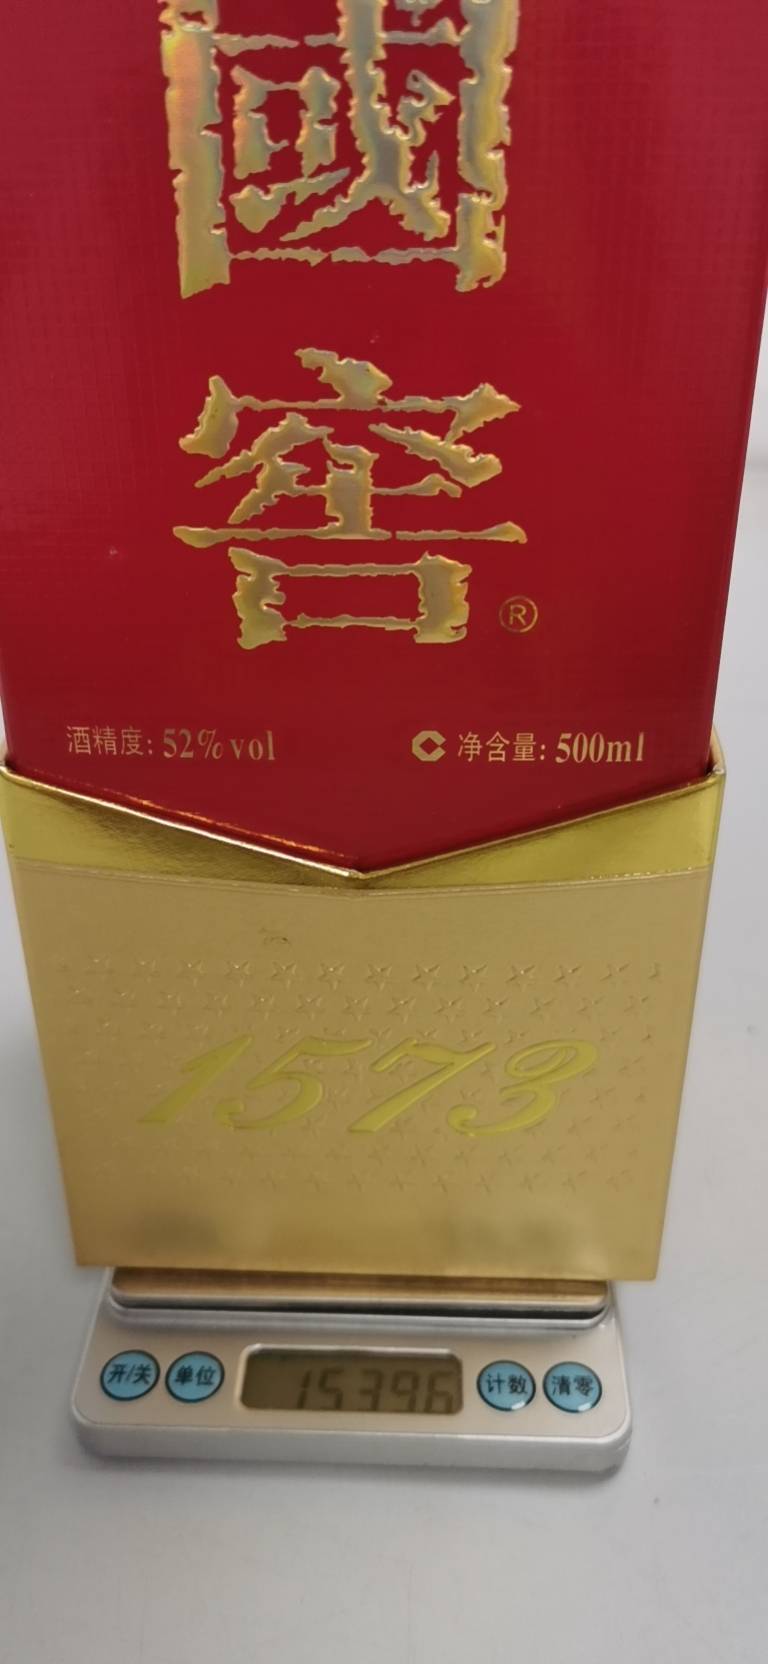 國
窖
®
酒精度: 52%vol
净含量: 500ml
1573
开/关 单位 15396 计数 清零